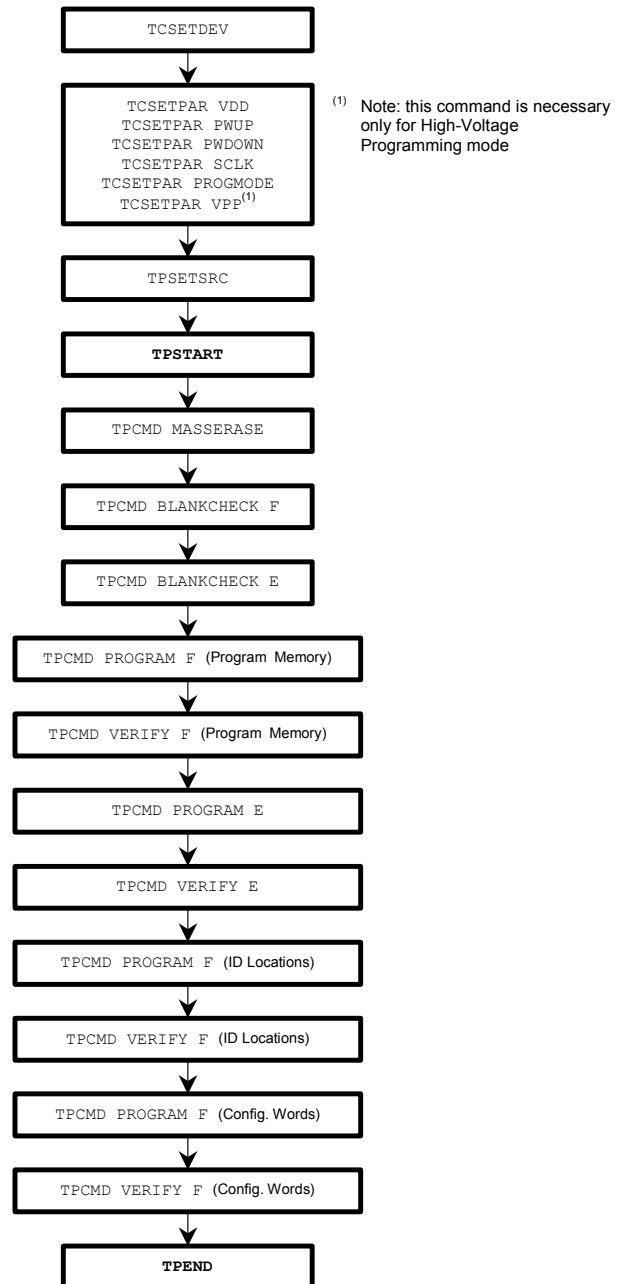 TCSETDEV
TCSETPAR VDD
TCSETPAR PWUP
TCSETPAR PWDOWN
TCSETPAR SCLK
TCSETPAR PROGMODE
TCSETPAR VPP(1)
(1) Note: this command is necessary
only for High-Voltage
Programming mode
TPSETSRC
TPSTART
TPCMD MASSERASE
TPCMD BLANKCHECK F
TPCMD BLANKCHECK E
TPCMD PROGRAM F (Program Memory)
TPCMD VERIFY F (Program Memory)
TPCMD PROGRAM E
TPCMD VERIFY E
TPCMD PROGRAM F (ID Locations)
TPCMD VERIFY F (ID Locations)
TPCMD PROGRAM F (Config. Words)
TPCMD VERIFY F (Config. Words)
TPEND